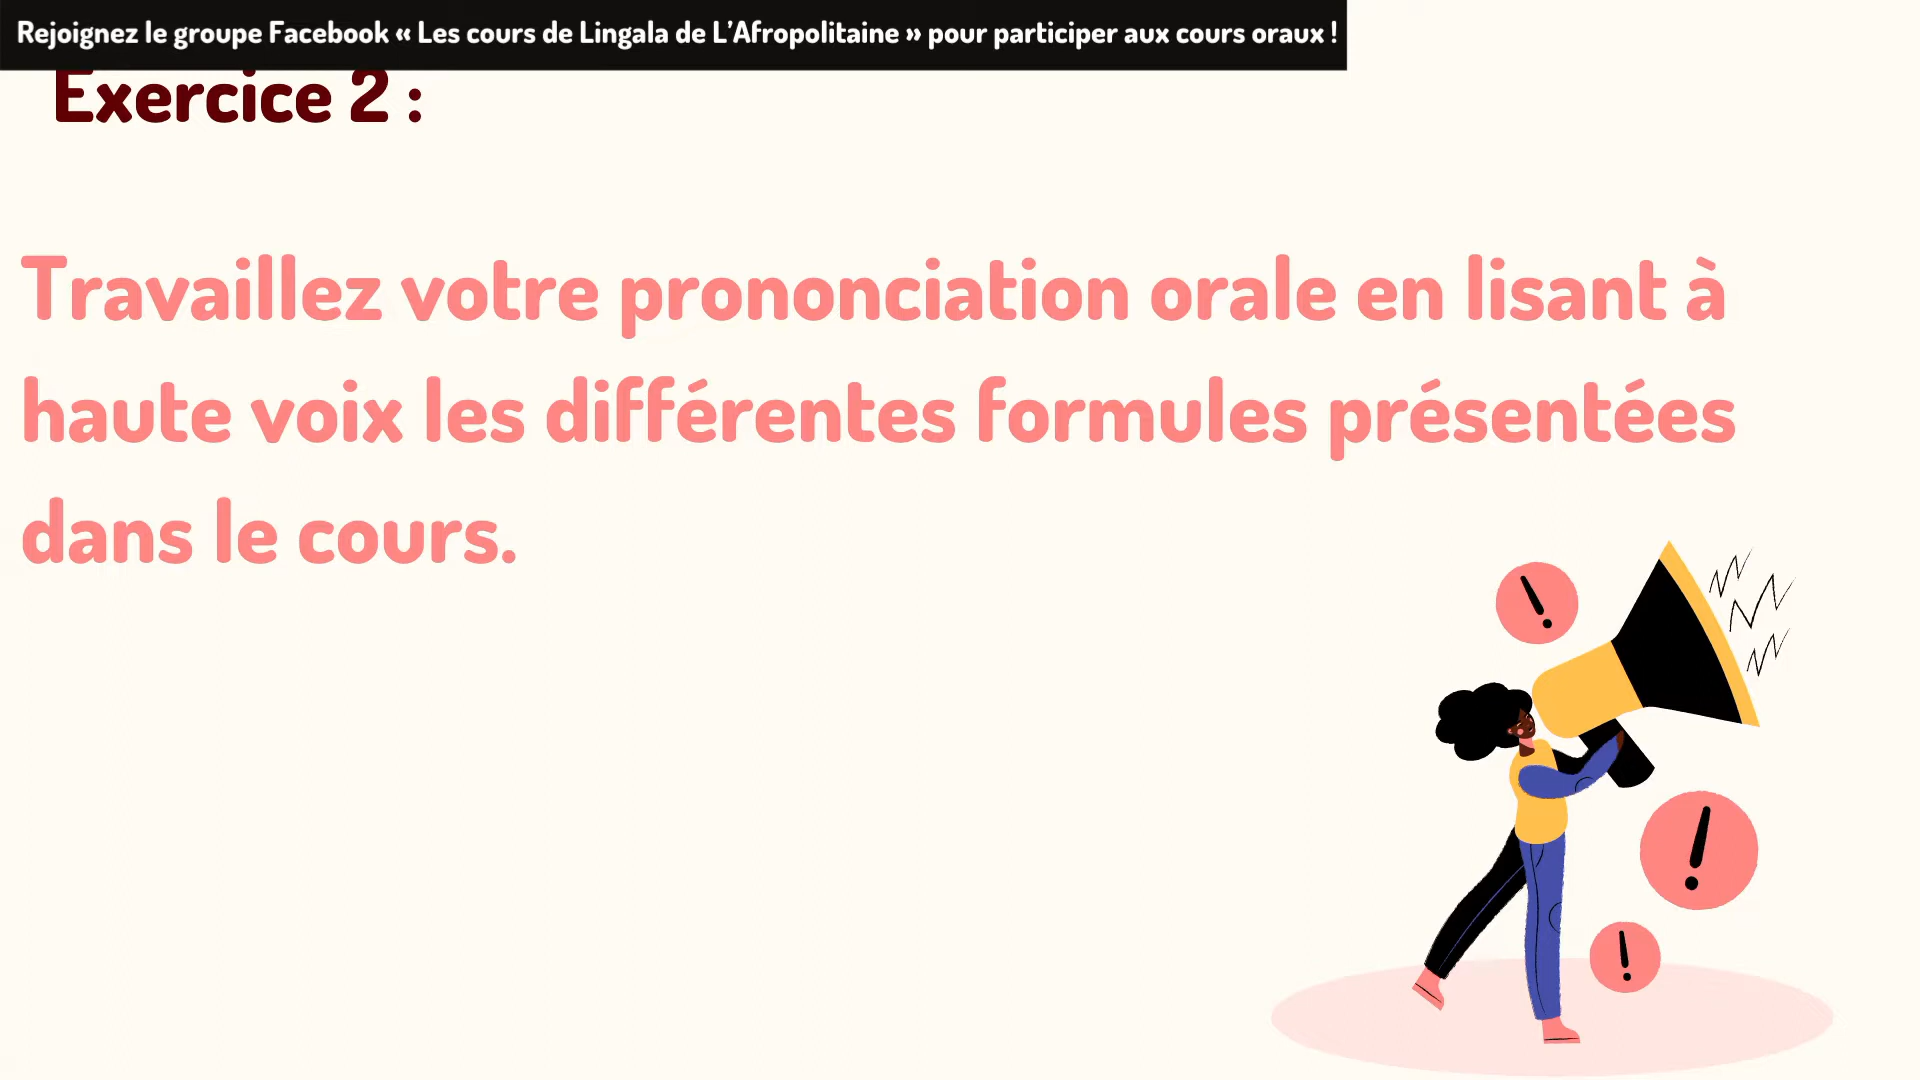 Rejoignez le groupe Facebook « Les cours de Lingala de L’Afropolitaine » pour participer aux cours oraux !
Exercice 2 :
Travaillez votre prononciation orale en lisant à
haute voix les différentes formules présentées
dans le cours.